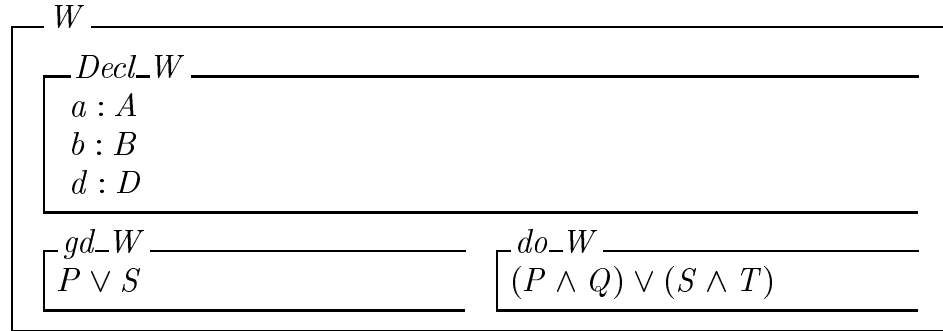 W
Decl_W
a : A
b : B
d : D
gd_W do_W
P ∨ S (P ∧ Q) ∨ (S ∧ T)